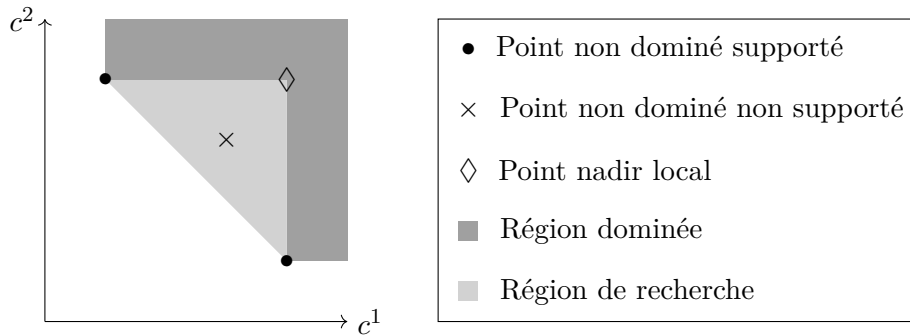 c²
c¹
Point non dominé supporté
Point non dominé non supporté
Point nadir local
Région dominée
Région de recherche